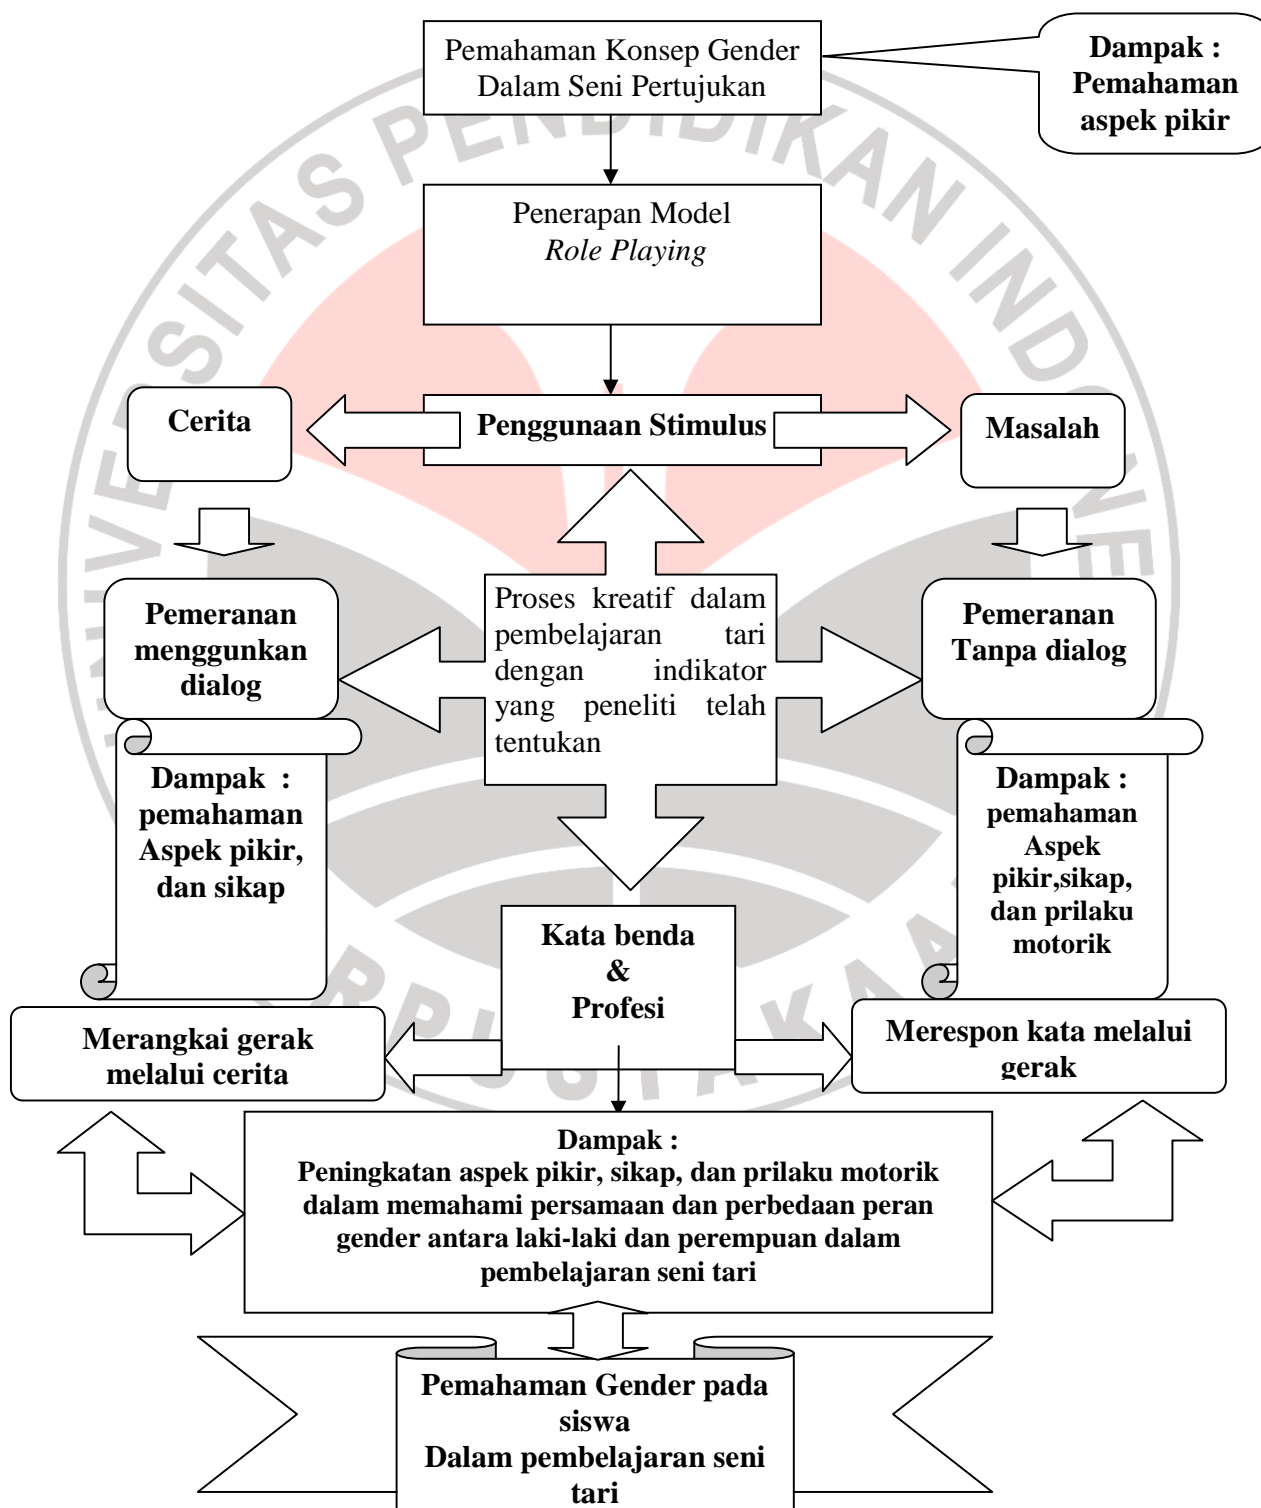 Pemahaman Konsep Gender
Dalam Seni Pertujukan
Dampak :
Pemahaman
aspek pikir
Penerapan Model
Role Playing
Cerita
Penggunaan Stimulus
Masalah
Pemeranan
menggunkan
dialog
Proses kreatif dalam
pembelajaran tari
dengan indikator
yang peneliti telah
tentukan
Pemeranan
Tanpa dialog
Dampak :
pemahaman
Aspek pikir,
dan sikap
Dampak :
pemahaman
Aspek
pikir,sikap,
dan prilaku
motorik
Kata benda
&
Profesi
Merangkai gerak
melalui cerita
Merespon kata melalui
gerak
Dampak :
Peningkatan aspek pikir, sikap, dan prilaku motorik
dalam memahami persamaan dan perbedaan peran
gender antara laki-laki dan perempuan dalam
pembelajaran seni tari
Pemahaman Gender pada
siswa
Dalam pembelajaran seni
tari